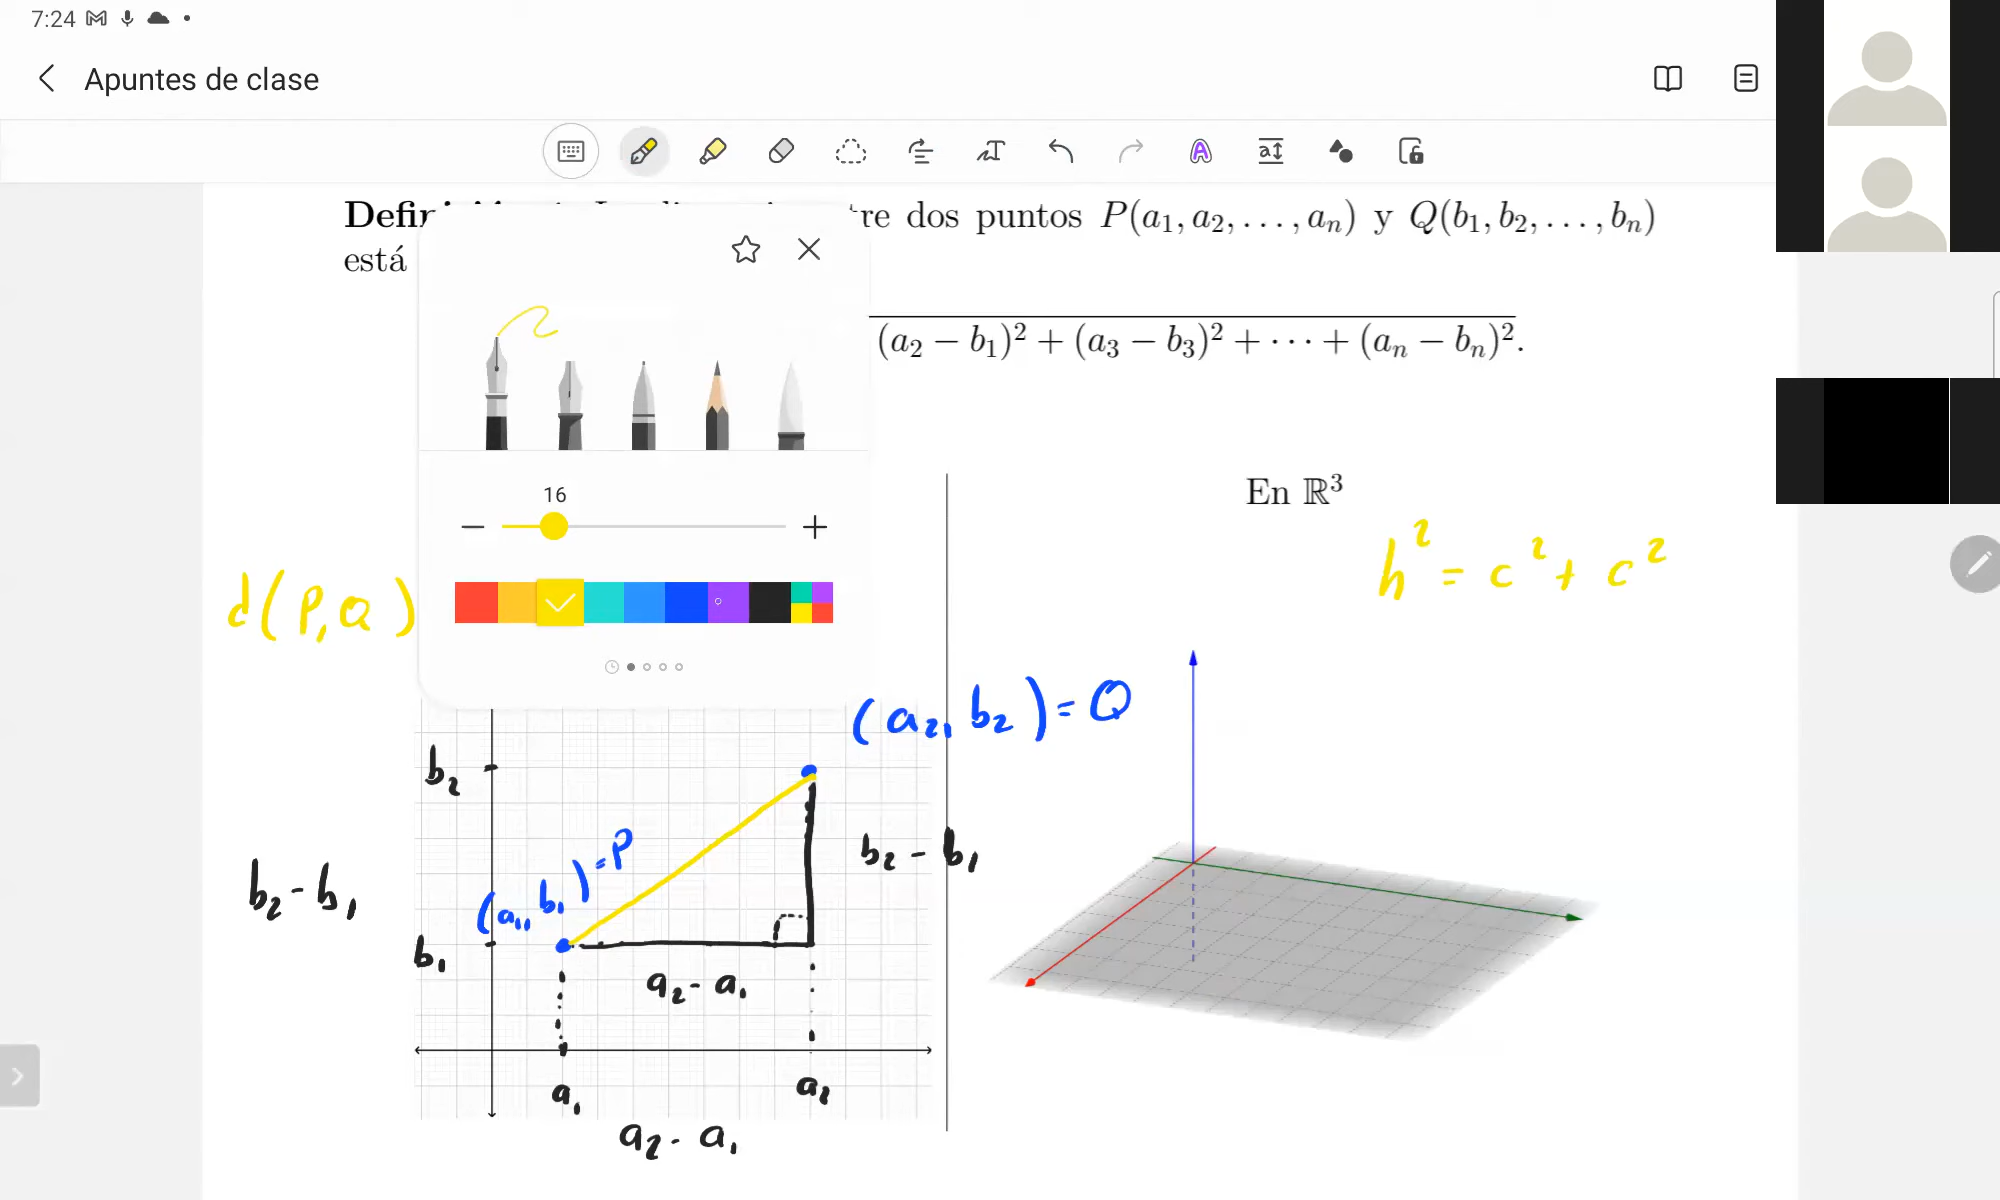 7:24
Apuntes de clase
tre dos puntos P(a₁, a₂, . . . , aₙ) y Q(b₁, b₂, . . . , bₙ)
está
(a₂ − b₁)² + (a₃ − b₃)² + · · · + (aₙ − bₙ)².
16
En ℝ³
h² = c² + c²
d(P,Q)
(a₂, b₂) = Q
b₂
(a₁, b₁) = P
b₂ - b₁
b₂ - b₁
b₁
a₂ - a₁
a₁
a₂
a₂ - a₁